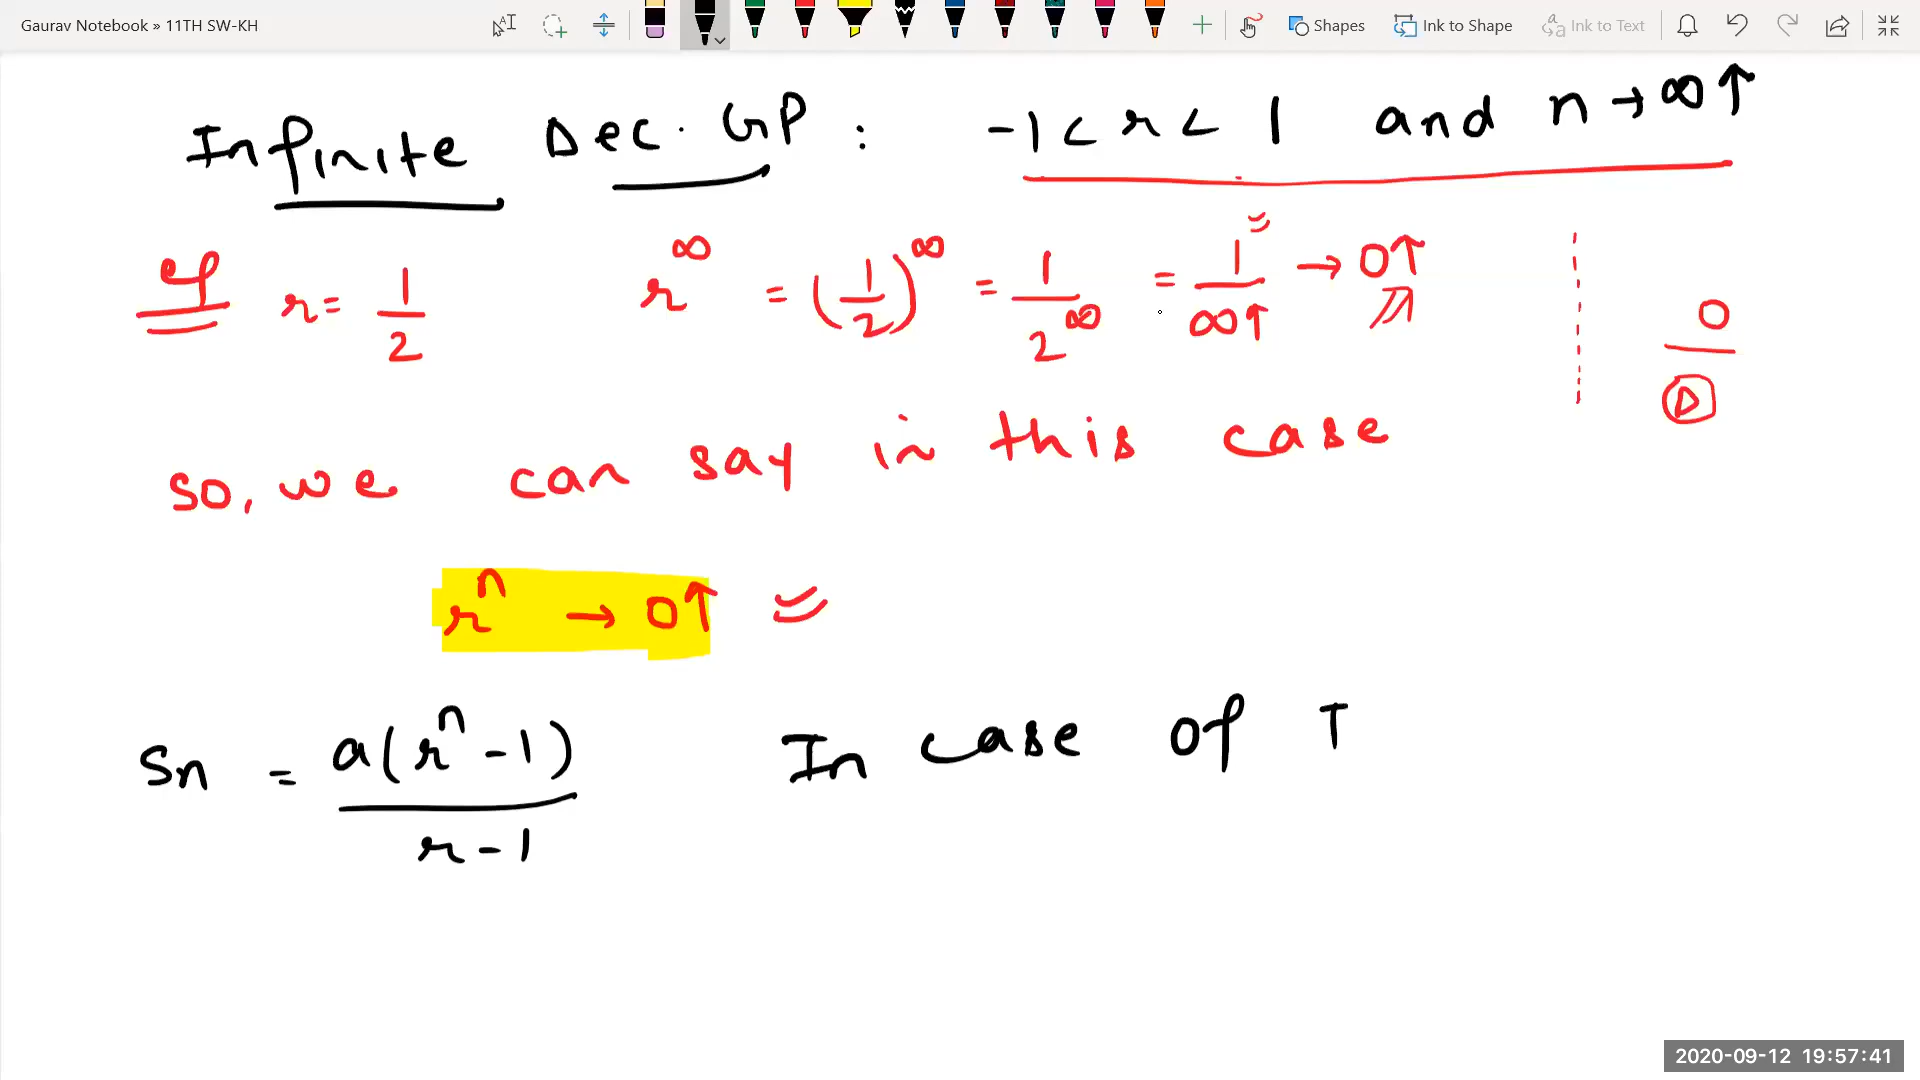 Gaurav Notebook » 11TH SW-KH
Shapes Ink to Shape Ink to Text
Infinite Dec. GP : -1 < r < 1 and n → ∞↑
r = 1/2 r^∞ = (1/2)^∞ = 1/2^∞ = 1/∞↑ → 0↑
0
so, we can say in this case
r^n → 0↑
Sn = a(r^n - 1)/r - 1 In case of
2020-09-12 19:57:41